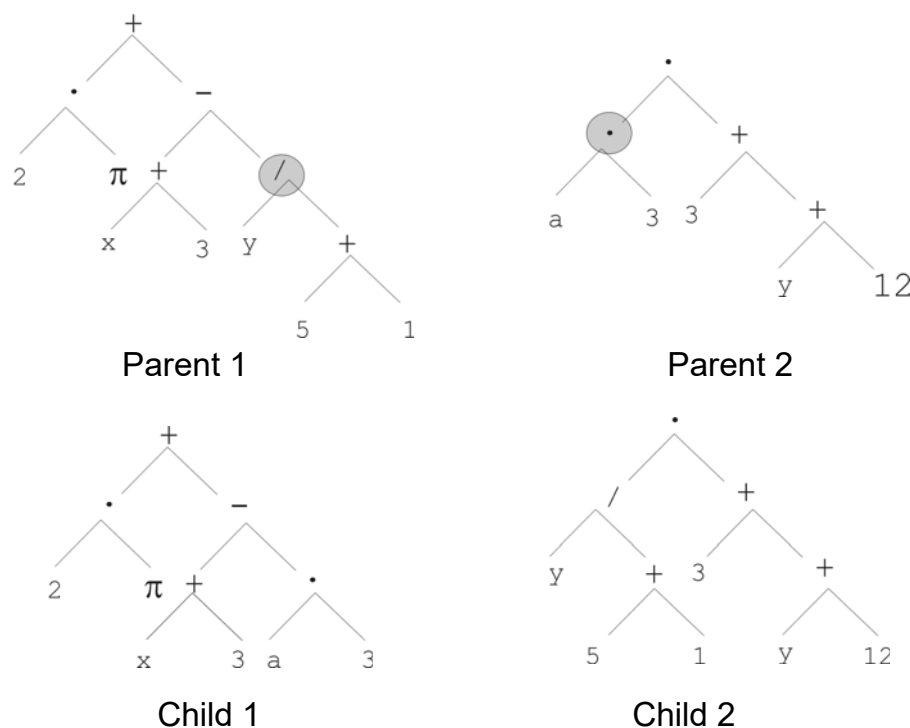 +
·
· −
·
+
2 π + /
a 3 3 +
x 3 y +
y 12
5 1
Parent 1 Parent 2
·
+
· − / +
2 π + · y + 3 +
x 3 a 3 5 1 y 12
Child 1 Child 2